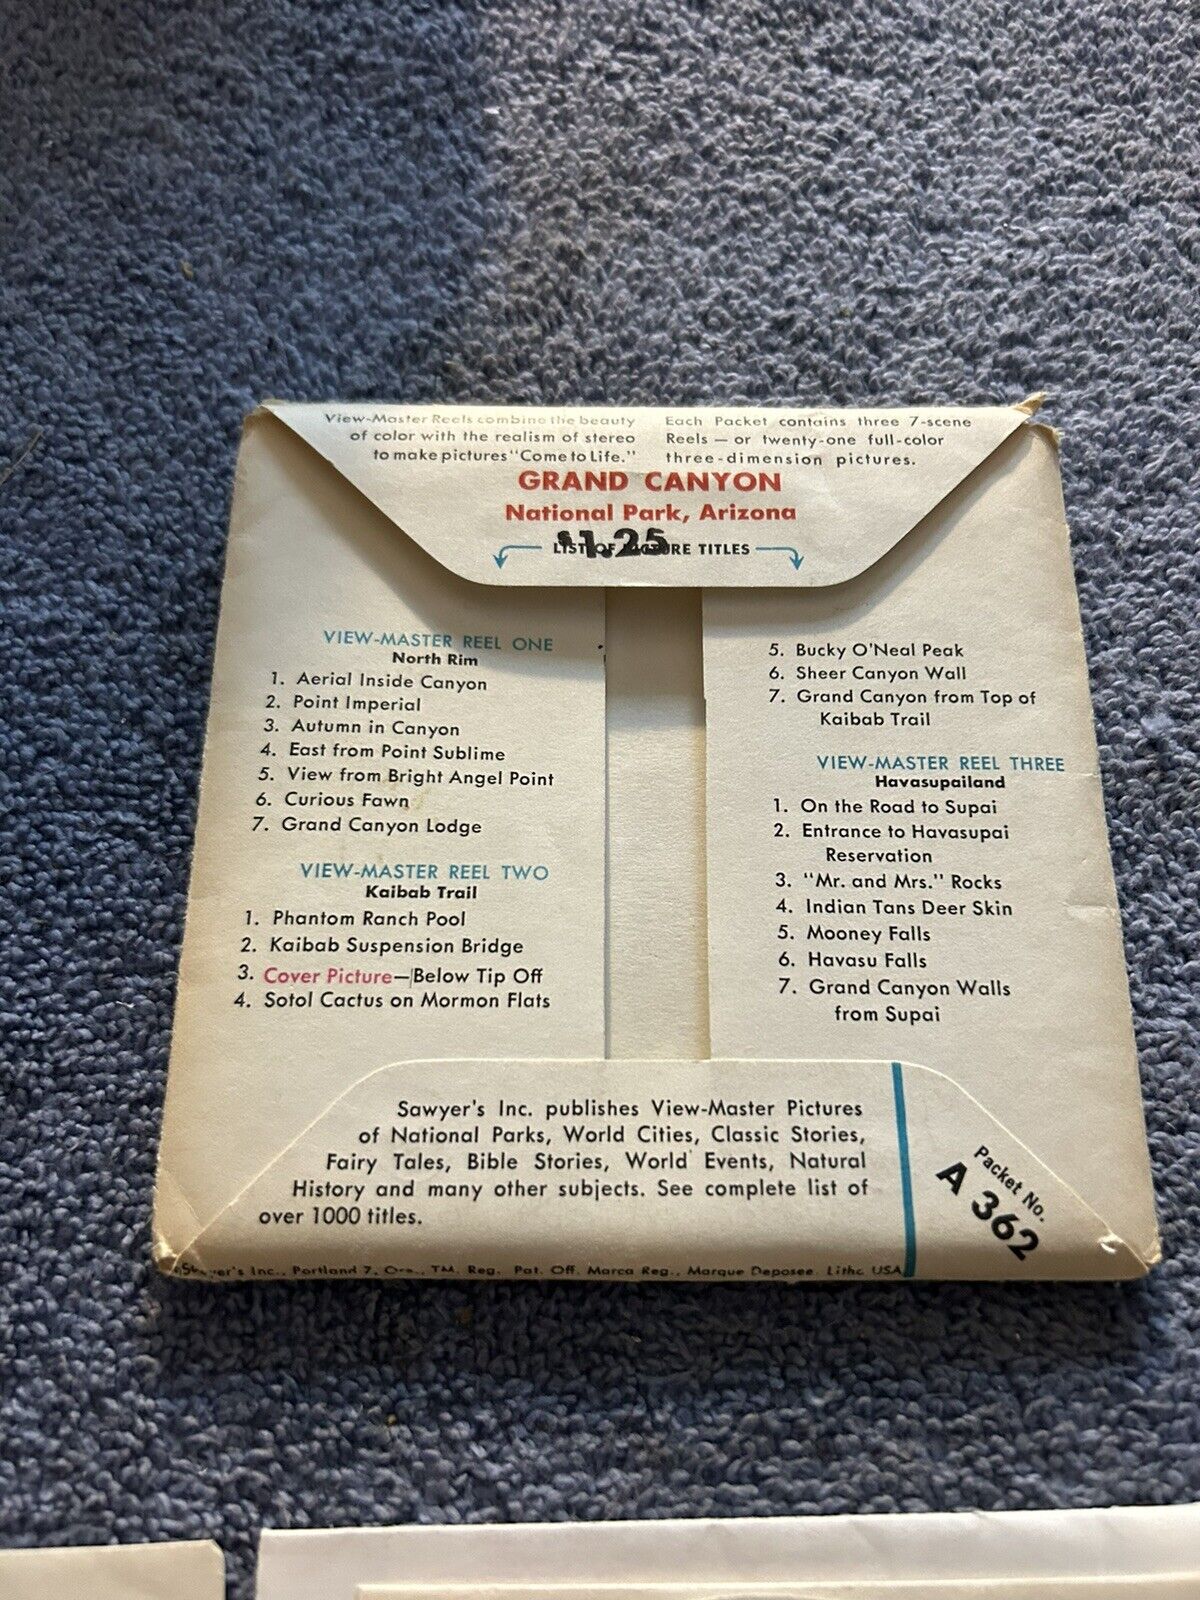 View-Master Reels combine the beauty
of color with the realism of stereo
to make pictures "Come to Life."
Each Packet contains three 7-scene
Reels — or twenty-one full-color
three-dimension pictures.
GRAND CANYON
National Park, Arizona
$1.25
LIST OF PICTURE TITLES
VIEW-MASTER REEL ONE
North Rim
1. Aerial Inside Canyon
2. Point Imperial
3. Autumn in Canyon
4. East from Point Sublime
5. View from Bright Angel Point
6. Curious Fawn
7. Grand Canyon Lodge
VIEW-MASTER REEL TWO
Kaibab Trail
1. Phantom Ranch Pool
2. Kaibab Suspension Bridge
3. Cover Picture—Below Tip Off
4. Sotol Cactus on Mormon Flats
5. Bucky O'Neal Peak
6. Sheer Canyon Wall
7. Grand Canyon from Top of
Kaibab Trail
VIEW-MASTER REEL THREE
Havasupailand
1. On the Road to Supai
2. Entrance to Havasupai
Reservation
3. "Mr. and Mrs." Rocks
4. Indian Tans Deer Skin
5. Mooney Falls
6. Havasu Falls
7. Grand Canyon Walls
from Supai
Sawyer's Inc. publishes View-Master Pictures
of National Parks, World Cities, Classic Stories,
Fairy Tales, Bible Stories, World Events, Natural
History and many other subjects. See complete list of
over 1000 titles.
Packet No.
A 362
Sawyer's Inc., Portland 7, Ore., TM. Reg. Pat. Off. Marca Reg., Marque Deposee. Litho USA